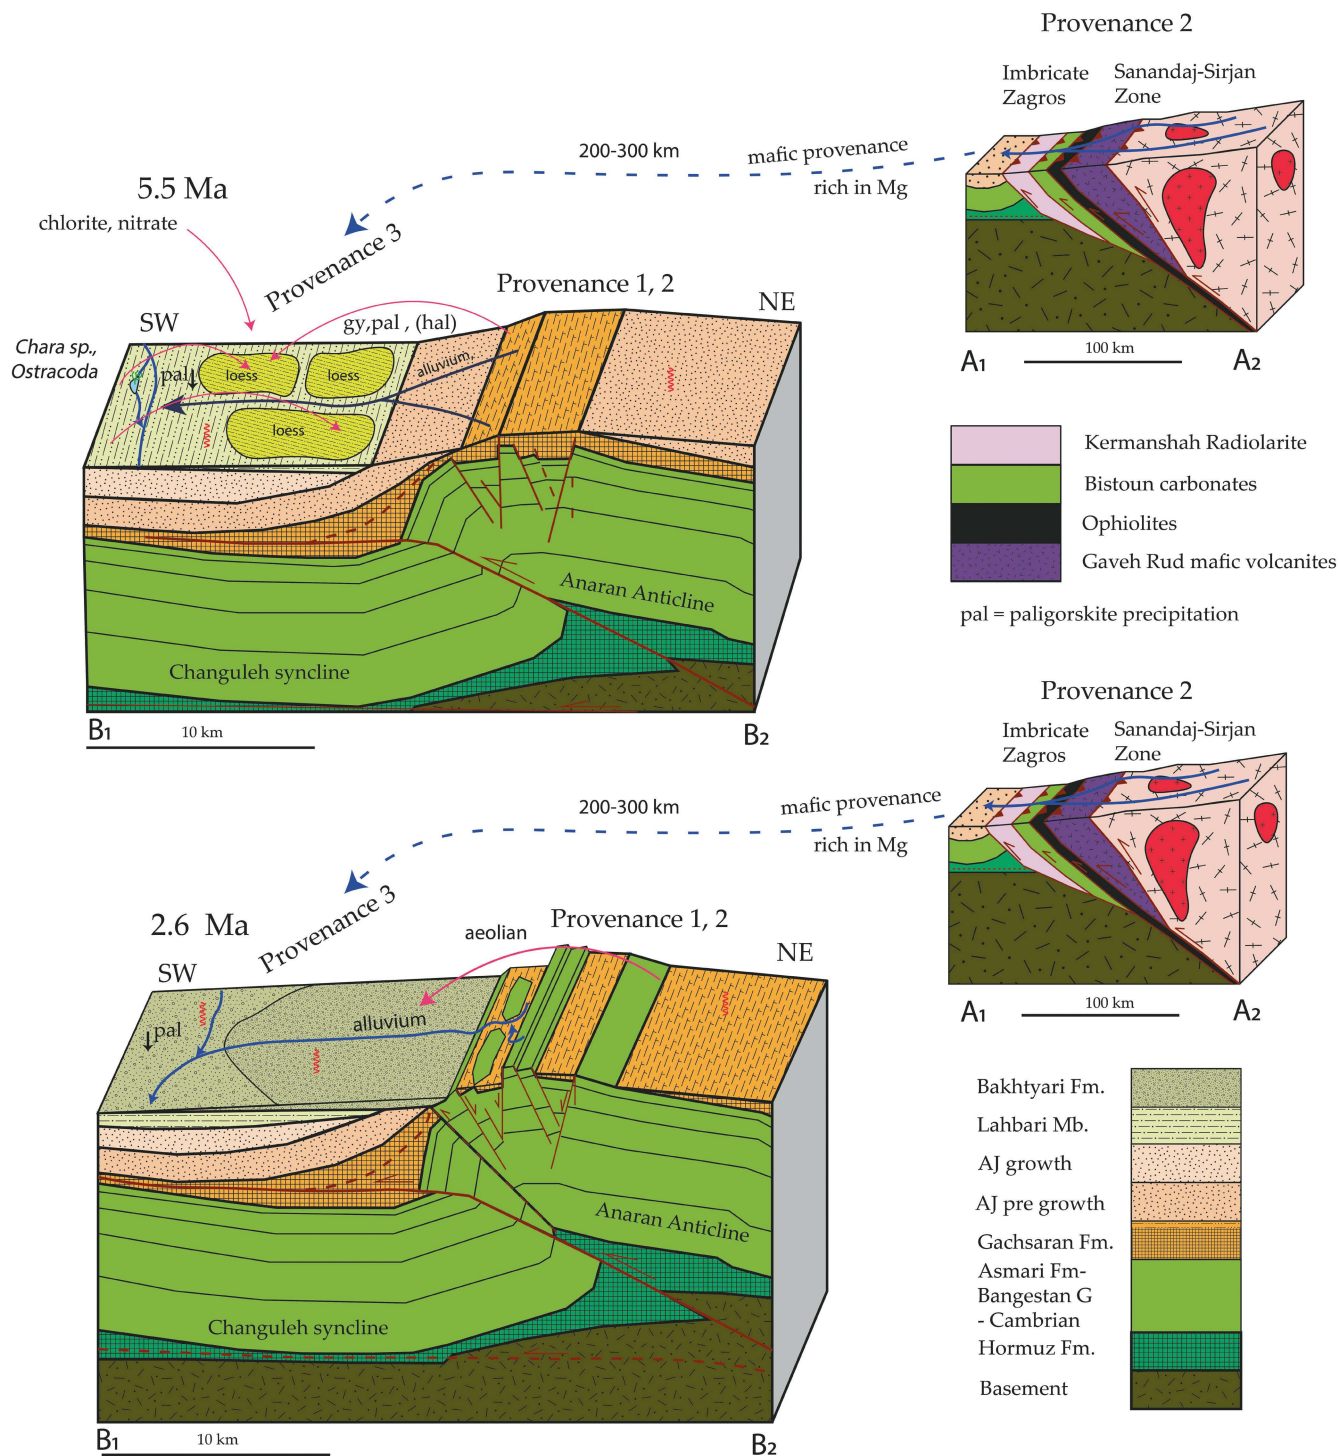 Provenance 2
Imbricate
Zagros
Sanandaj-Sirjan
Zone
200-300 km
mafic provenance
rich in Mg
5.5 Ma
chlorite, nitrate
Provenance 3
Provenance 1, 2
NE
SW
gy,pal , (hal)
Chara sp.,
Ostracoda
pal
loess
loess
loess
alluvium
A1
100 km
A2
Kermanshah Radiolarite
Bistoun carbonates
Ophiolites
Gaveh Rud mafic volcanites
pal = paligorskite precipitation
Anaran Anticline
Changuleh syncline
B1
10 km
B2
Provenance 2
Imbricate
Zagros
Sanandaj-Sirjan
Zone
200-300 km
mafic provenance
rich in Mg
2.6 Ma
Provenance 3
Provenance 1, 2
aeolian
NE
SW
pal
alluvium
A1
100 km
A2
Anaran Anticline
Changuleh syncline
B1
10 km
B2
Bakhtyari Fm.
Lahbari Mb.
AJ growth
AJ pre growth
Gachsaran Fm.
Asmari Fm-
Bangestan G
- Cambrian
Hormuz Fm.
Basement